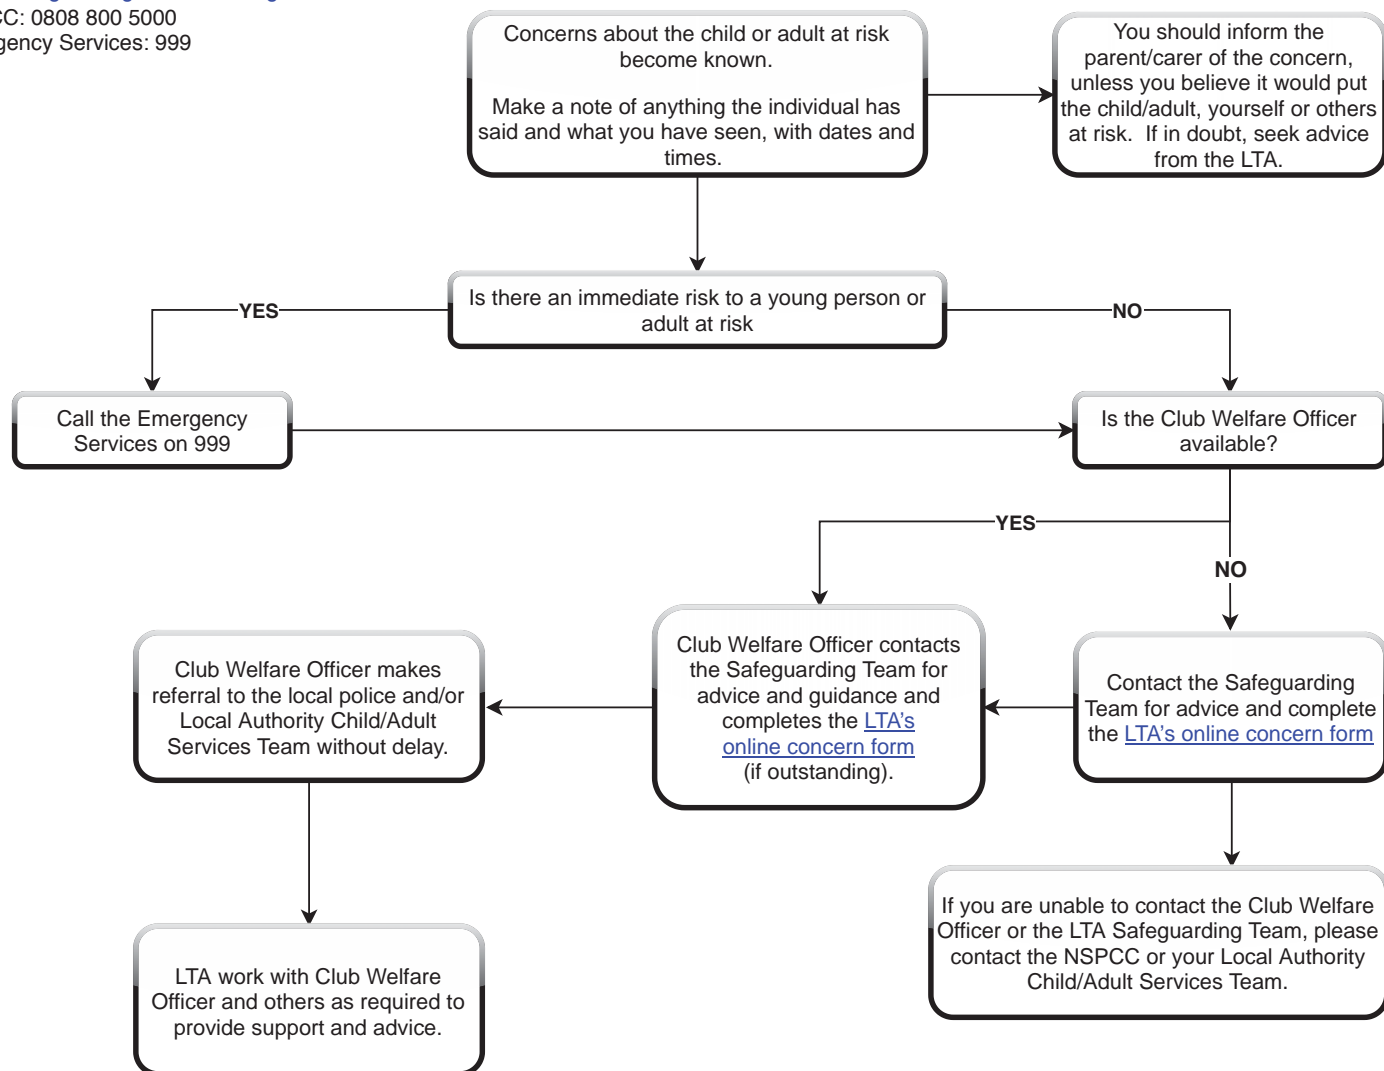 CC: 0808 800 5000
gency Services: 999
Concerns about the child or adult at risk
become known.
Make a note of anything the individual has
said and what you have seen, with dates and
times.
You should inform the
parent/carer of the concern,
unless you believe it would put
the child/adult, yourself or others
at risk. If in doubt, seek advice
from the LTA.
Is there an immediate risk to a young person or
adult at risk
YES
NO
Call the Emergency
Services on 999
Is the Club Welfare Officer
available?
YES
NO
Club Welfare Officer makes
referral to the local police and/or
Local Authority Child/Adult
Services Team without delay.
Club Welfare Officer contacts
the Safeguarding Team for
advice and guidance and
completes the LTA's
online concern form
(if outstanding).
Contact the Safeguarding
Team for advice and complete
the LTA's online concern form
If you are unable to contact the Club Welfare
Officer or the LTA Safeguarding Team, please
contact the NSPCC or your Local Authority
Child/Adult Services Team.
LTA work with Club Welfare
Officer and others as required to
provide support and advice.